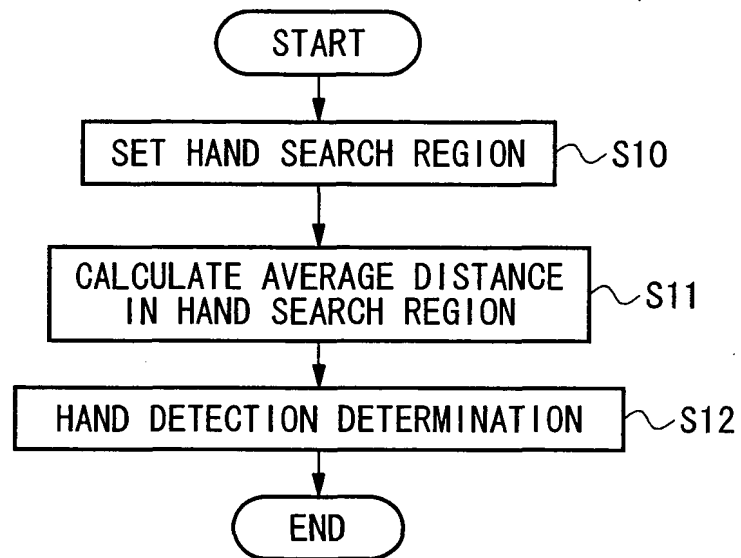 START
SET HAND SEARCH REGION
S10
CALCULATE AVERAGE DISTANCE
IN HAND SEARCH REGION
S11
HAND DETECTION DETERMINATION
S12
END